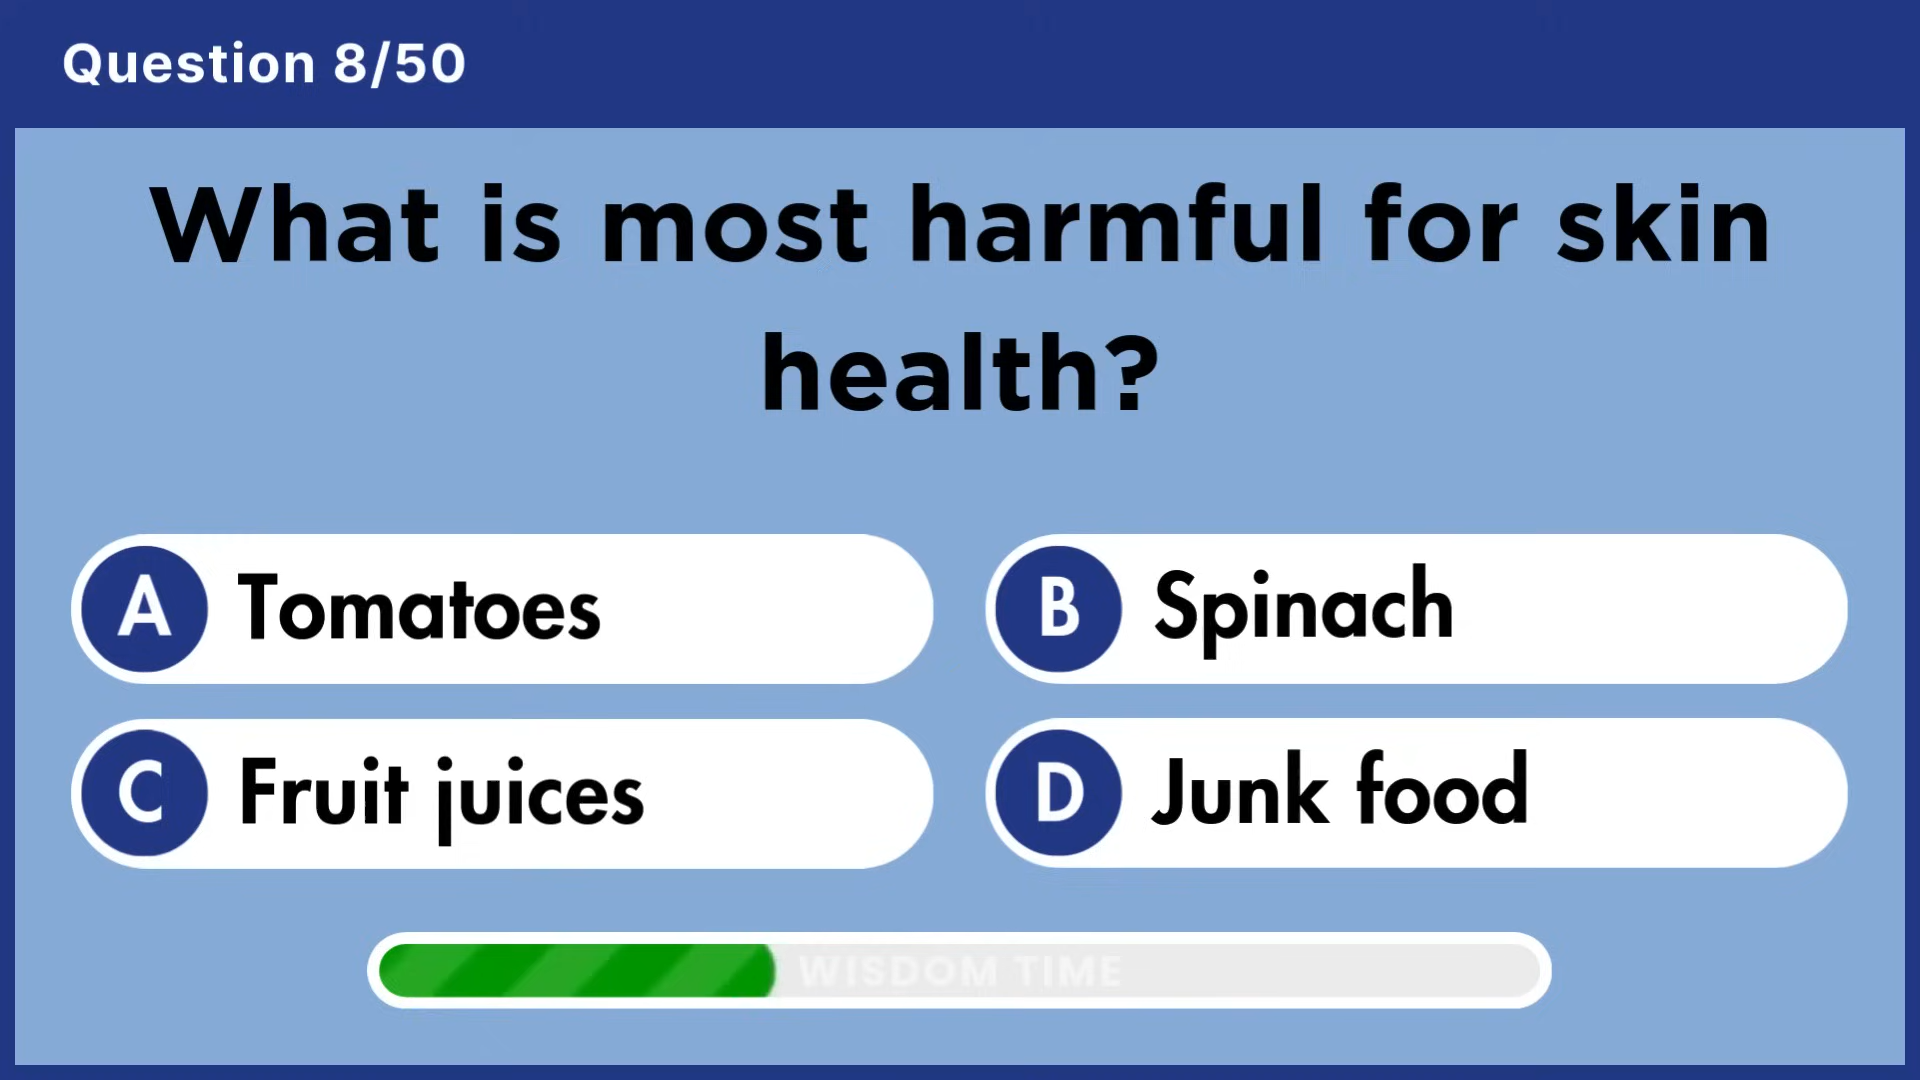 Question 8/50
What is most harmful for skin
health?
A Tomatoes
B Spinach
C Fruit juices
D Junk food
WISDOM TIME